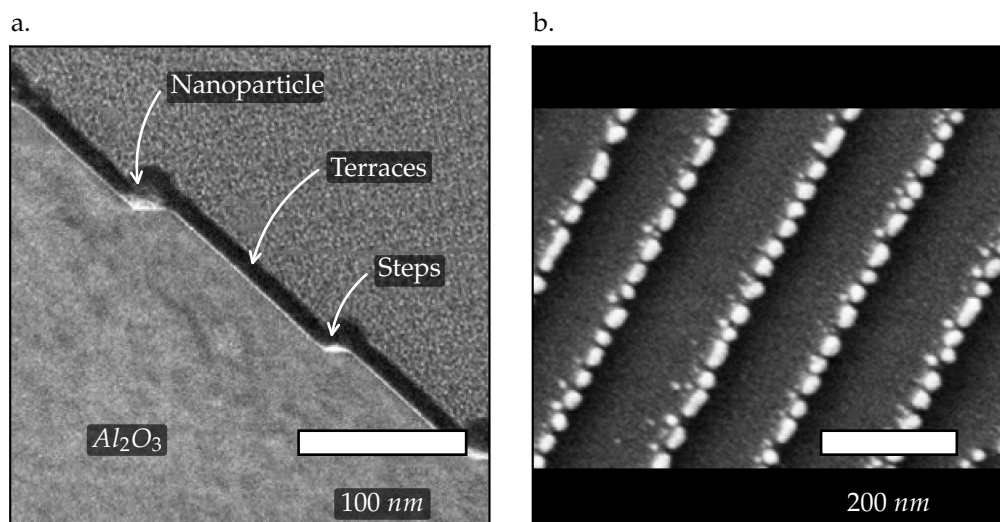 a.
b.
Nanoparticle
Terraces
Steps
Al₂O₃
100 nm
200 nm